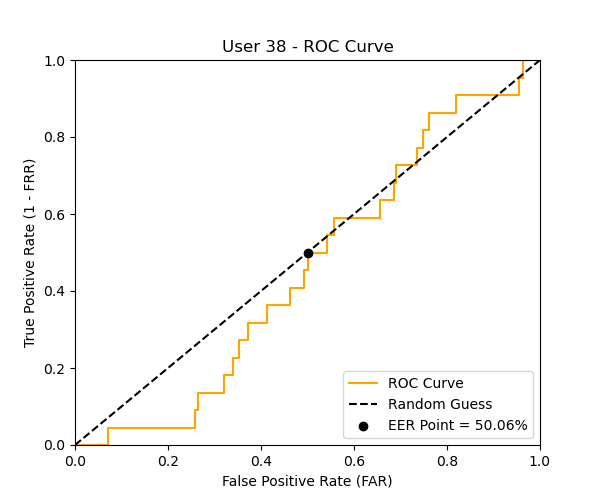 User 38 - ROC Curve
True Positive Rate (1 - FRR)
1.0
0.8
0.6
0.4
0.2
0.0
ROC Curve
Random Guess
EER Point = 50.06%
0.0 0.2 0.4 0.6 0.8 1.0
False Positive Rate (FAR)